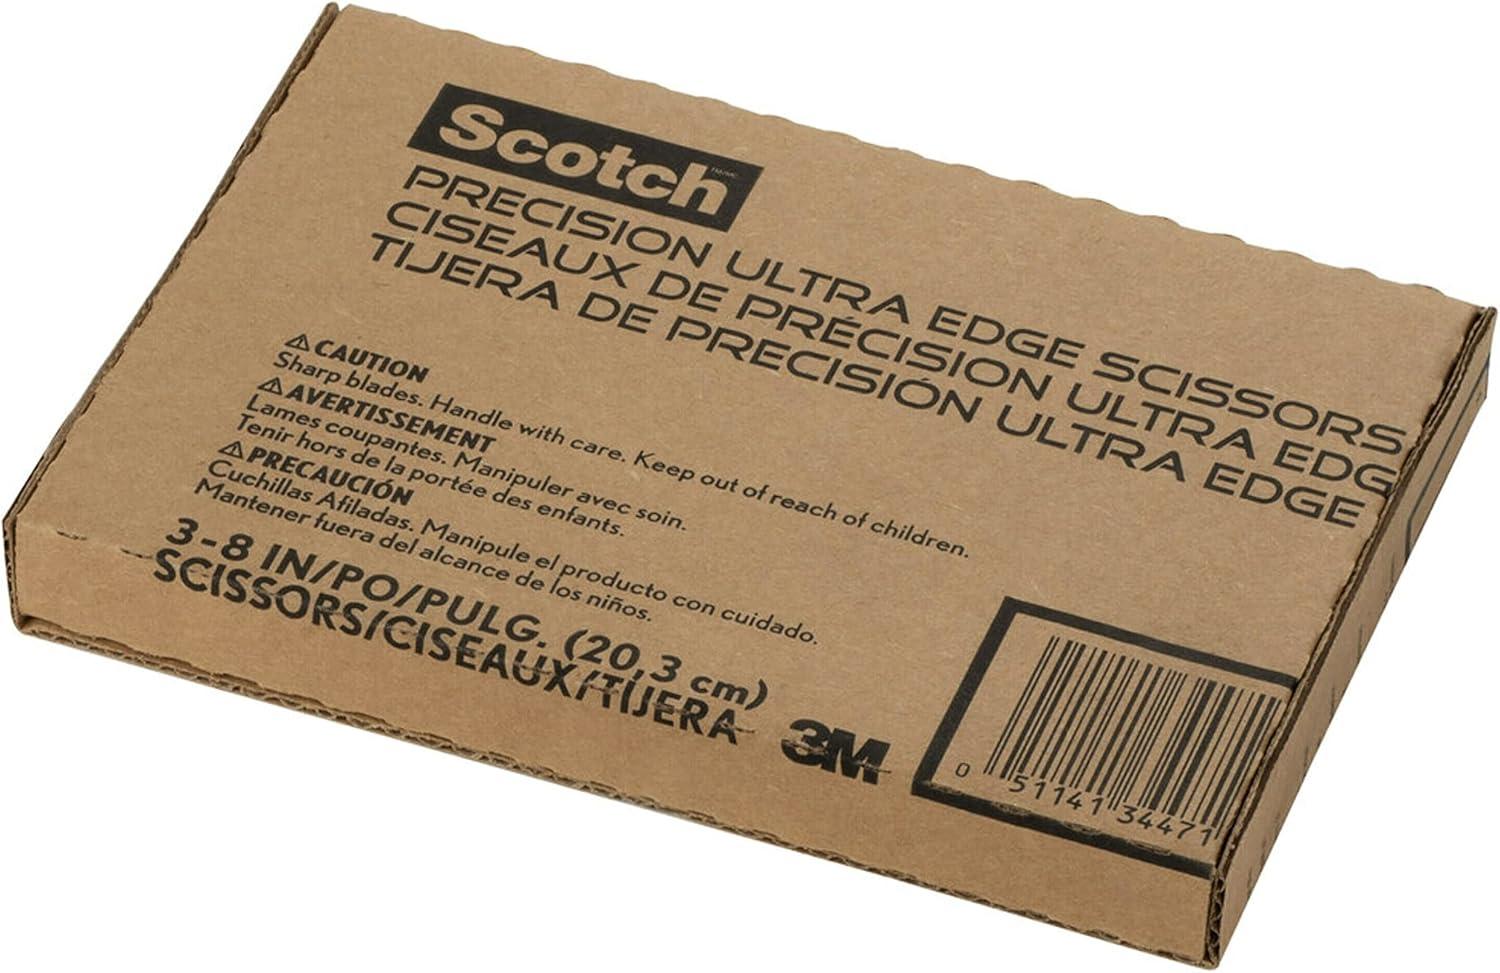 Scotch TM/MC
PRECISION ULTRA EDGE SCISSORS
CISEAUX DE PRÉCISION ULTRA EDG
TIJERA DE PRECISIÓN ULTRA EDGE
⚠CAUTION
Sharp blades. Handle with care. Keep out of reach of children.
⚠AVERTISSEMENT
Lames coupantes. Manipuler avec soin.
Tenir hors de la portée des enfants.
⚠PRECAUCIÓN
Cuchillas Afiladas. Manipule el producto con cuidado.
Mantener fuera del alcance de los niños.
3-8 IN/PO/PULG. (20,3 cm)
SCISSORS/CISEAUX/TIJERA
3M
0 51141 34471